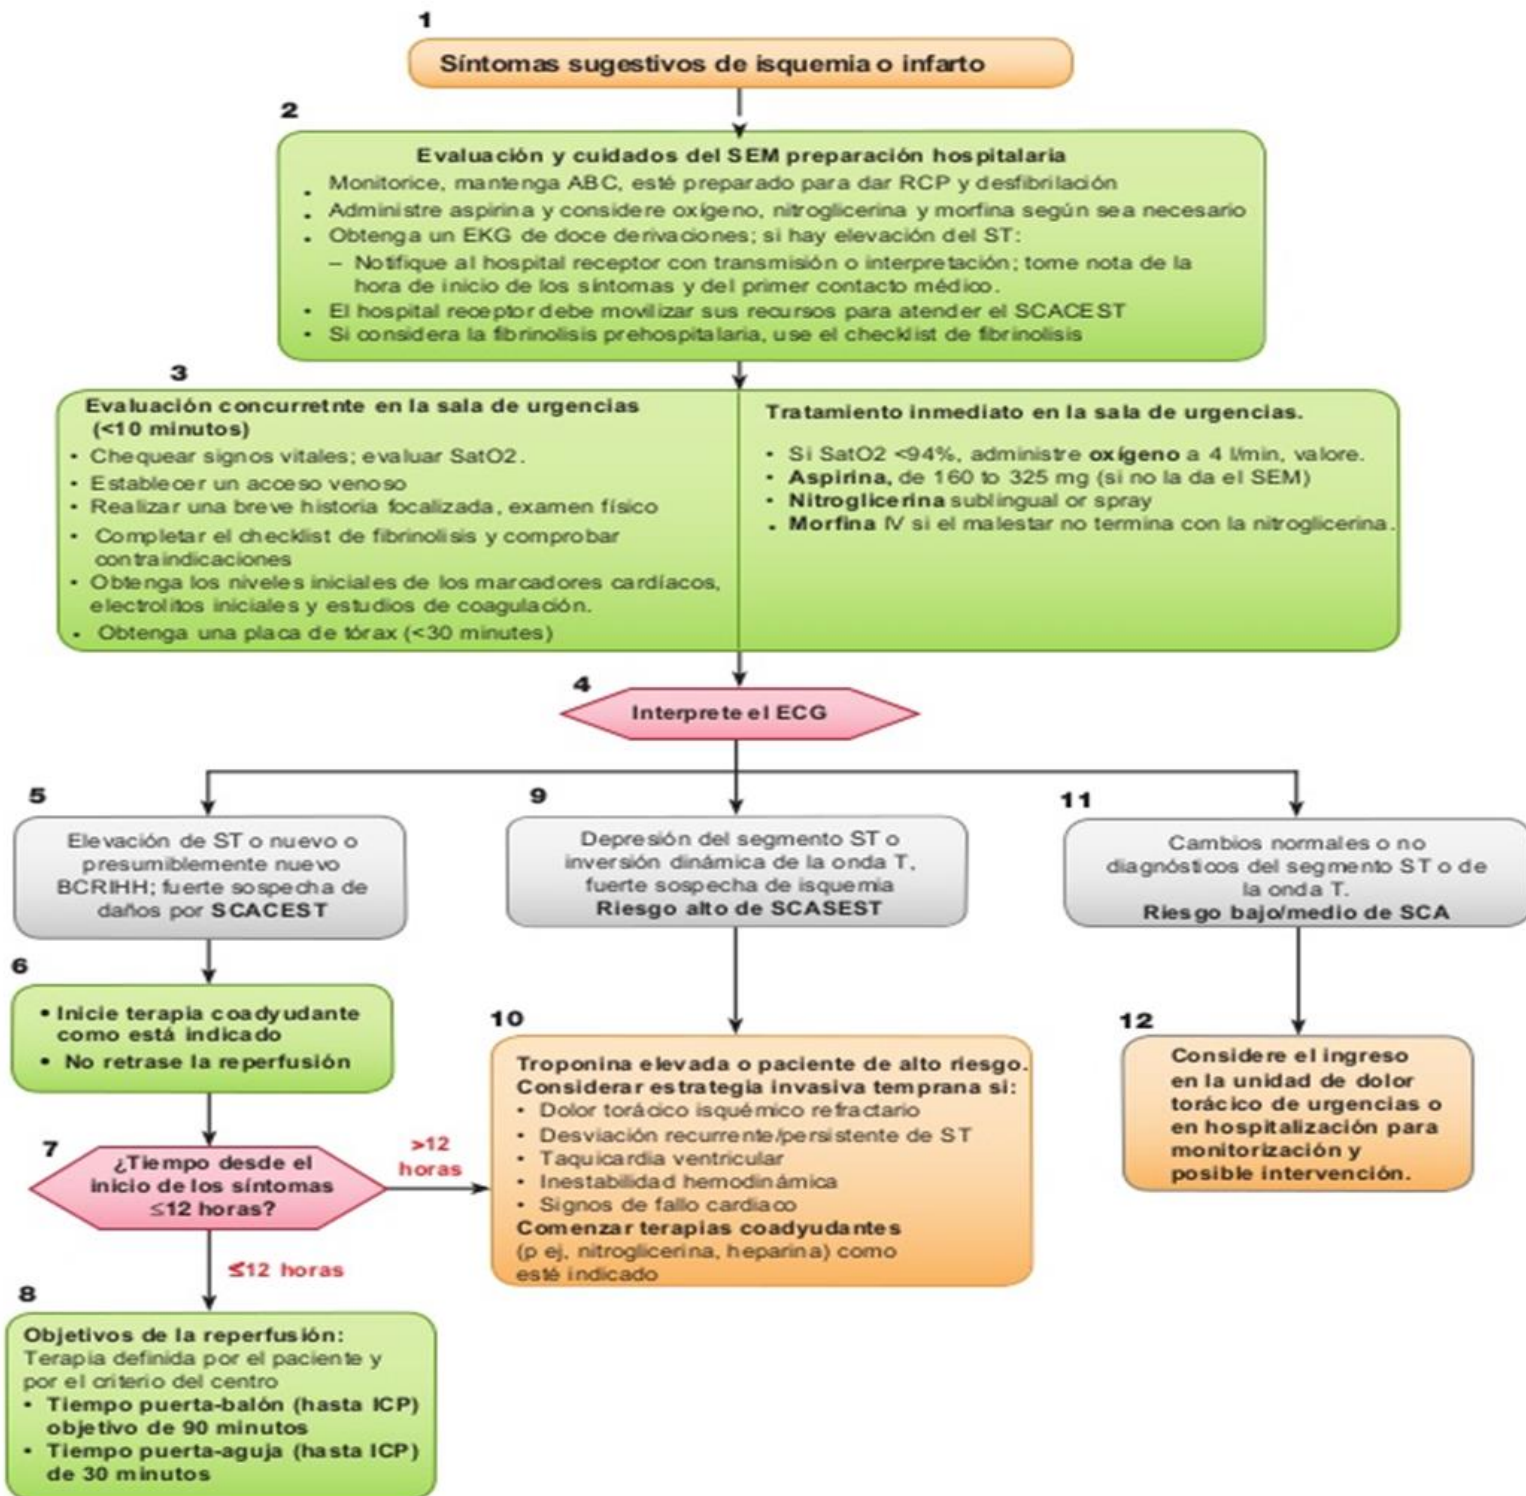 1
Síntomas sugestivos de isquemia o infarto
2
Evaluación y cuidados del SEM preparación hospitalaria
• Monitorice, mantenga ABC, esté preparado para dar RCP y desfibrilación
• Administre aspirina y considere oxígeno, nitroglicerina y morfina según sea necesario
• Obtenga un EKG de doce derivaciones; si hay elevación del ST:
– Notifique al hospital receptor con transmisión o interpretación; tome nota de la
hora de inicio de los síntomas y del primer contacto médico.
• El hospital receptor debe movilizar sus recursos para atender el SCACEST
• Si considera la fibrinolisis prehospitalaria, use el checklist de fibrinolisis
3
Evaluación concurretnte en la sala de urgencias
(<10 minutos)
• Chequear signos vitales; evaluar SatO2.
• Establecer un acceso venoso
• Realizar una breve historia focalizada, examen físico
• Completar el checklist de fibrinolisis y comprobar
contraindicaciones
• Obtenga los niveles iniciales de los marcadores cardíacos,
electrolitos iniciales y estudios de coagulación.
• Obtenga una placa de tórax (<30 minutes)
Tratamiento inmediato en la sala de urgencias.
• Si SatO2 <94%, administre oxígeno a 4 l/min, valore.
• Aspirina, de 160 to 325 mg (si no la da el SEM)
• Nitroglicerina sublingual or spray
• Morfina IV si el malestar no termina con la nitroglicerina.
4
Interprete el ECG
5
Elevación de ST o nuevo o
presumiblemente nuevo
BCRIHH; fuerte sospecha de
daños por SCACEST
6
• Inicie terapia coadyudante
como está indicado
• No retrase la reperfusión
7
¿Tiempo desde el
inicio de los síntomas
≤12 horas?
>12
horas
≤12 horas
8
Objetivos de la reperfusión:
Terapia definida por el paciente y
por el criterio del centro
• Tiempo puerta-balón (hasta ICP)
objetivo de 90 minutos
• Tiempo puerta-aguja (hasta ICP)
de 30 minutos
9
Depresión del segmento ST o
inversión dinámica de la onda T,
fuerte sospecha de isquemia
Riesgo alto de SCASEST
10
Troponina elevada o paciente de alto riesgo.
Considerar estrategia invasiva temprana si:
• Dolor torácico isquémico refractario
• Desviación recurrente/persistente de ST
• Taquicardia ventricular
• Inestabilidad hemodinámica
• Signos de fallo cardiaco
Comenzar terapias coadyudantes
(p ej, nitroglicerina, heparina) como
esté indicado
11
Cambios normales o no
diagnósticos del segmento ST o de
la onda T.
Riesgo bajo/medio de SCA
12
Considere el ingreso
en la unidad de dolor
torácico de urgencias o
en hospitalización para
monitorización y
posible intervención.